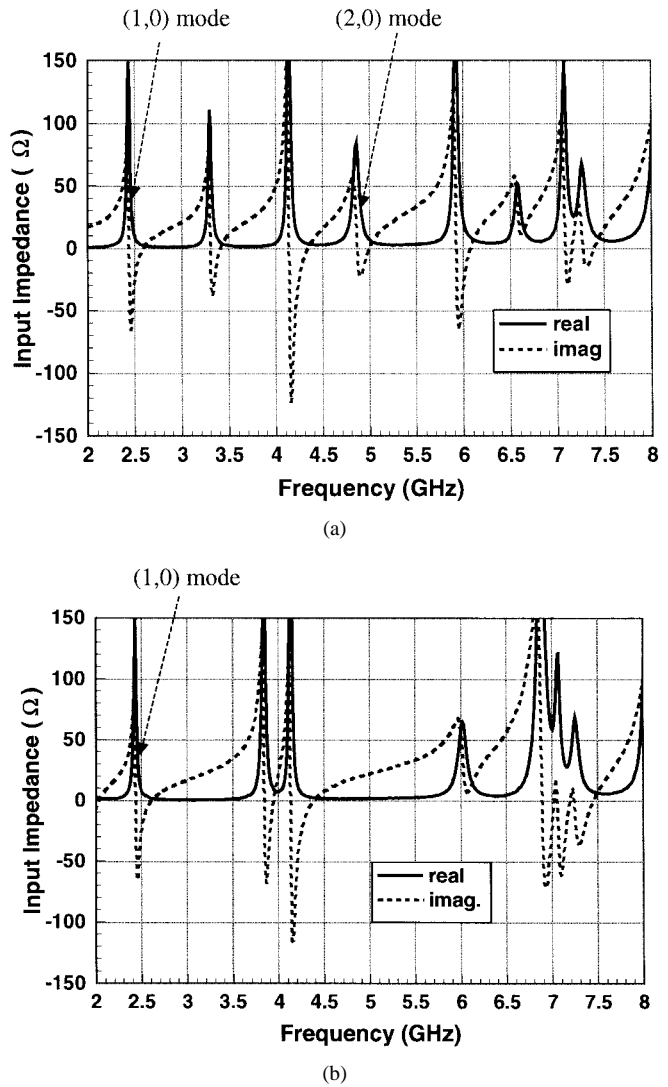 (1,0) mode (2,0) mode
150
100
50
0
-50
-100
-150
Input Impedance ( Ω)
real
imag
2 2.5 3 3.5 4 4.5 5 5.5 6 6.5 7 7.5 8
Frequency (GHz)
(a)
(1,0) mode
150
100
50
0
-50
-100
-150
Input Impedance ( Ω)
real
imag.
2 2.5 3 3.5 4 4.5 5 5.5 6 6.5 7 7.5 8
Frequency (GHz)
(b)